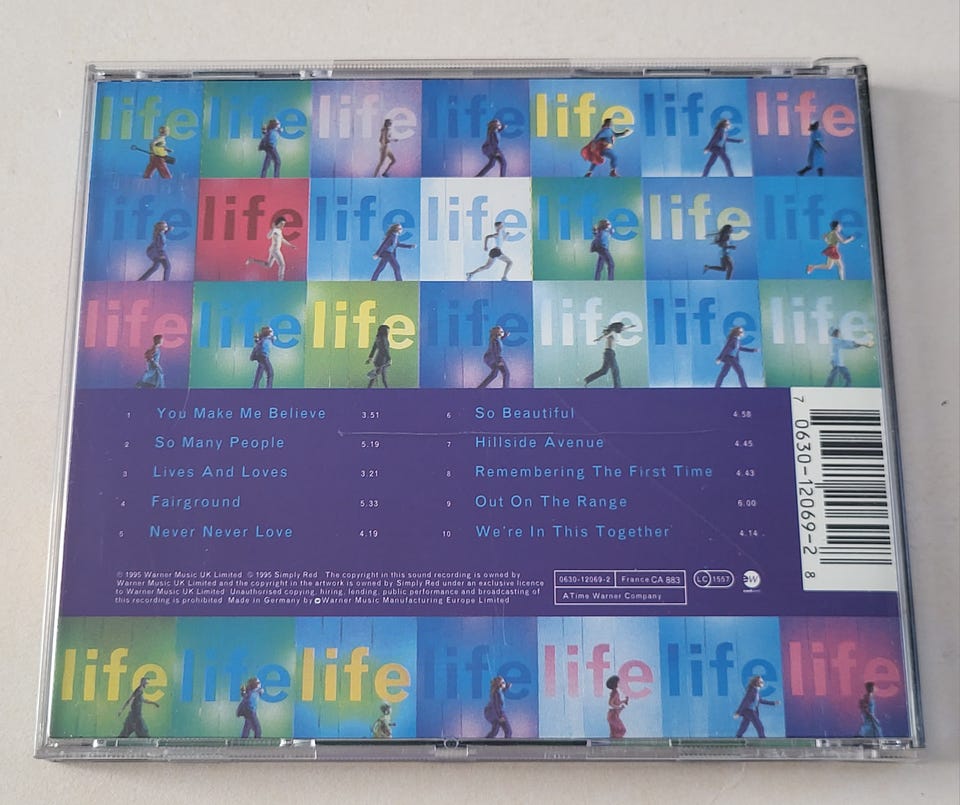 life life life life life life life
life life life life life life life
life life life life life life life
1 You Make Me Believe 3.51
2 So Many People 5.19
3 Lives And Loves 3.21
4 Fairground 5.33
5 Never Never Love 4.19
6 So Beautiful 4.58
7 Hillside Avenue 4.45
8 Remembering The First Time 4.43
9 Out On The Range 6.00
10 We're In This Together 4.14
7 0630-12069-2 8
℗ 1995 Warner Music UK Limited © 1995 Simply Red The copyright in this sound recording is owned by
Warner Music UK Limited and the copyright in the artwork is owned by Simply Red under an exclusive licence
to Warner Music UK Limited Unauthorised copying, hiring, lending, public performance and broadcasting of
this recording is prohibited Made in Germany by Warner Music Manufacturing Europe Limited
0630-12069-2 France CA 883
A Time Warner Company
LC 1557
ew
life life life life life life life